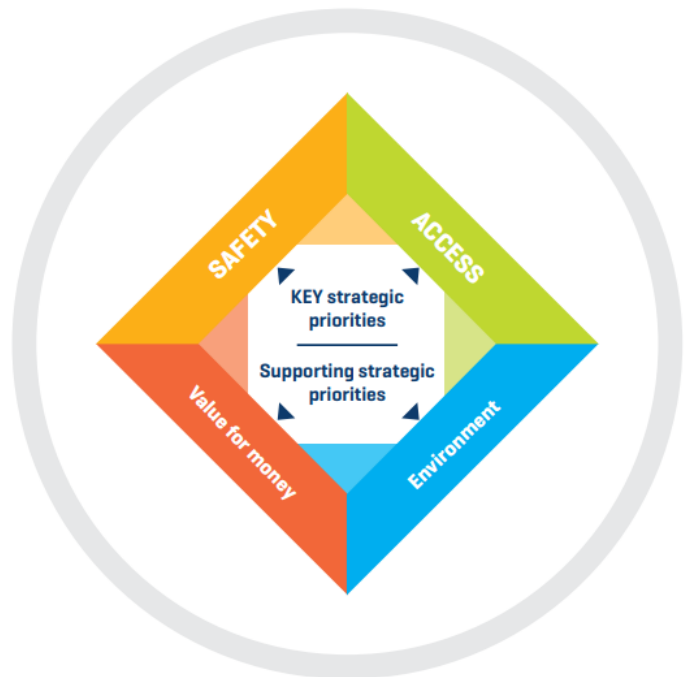 SAFETY
ACCESS
KEY strategic
priorities
Supporting strategic
priorities
Value for money
Environment